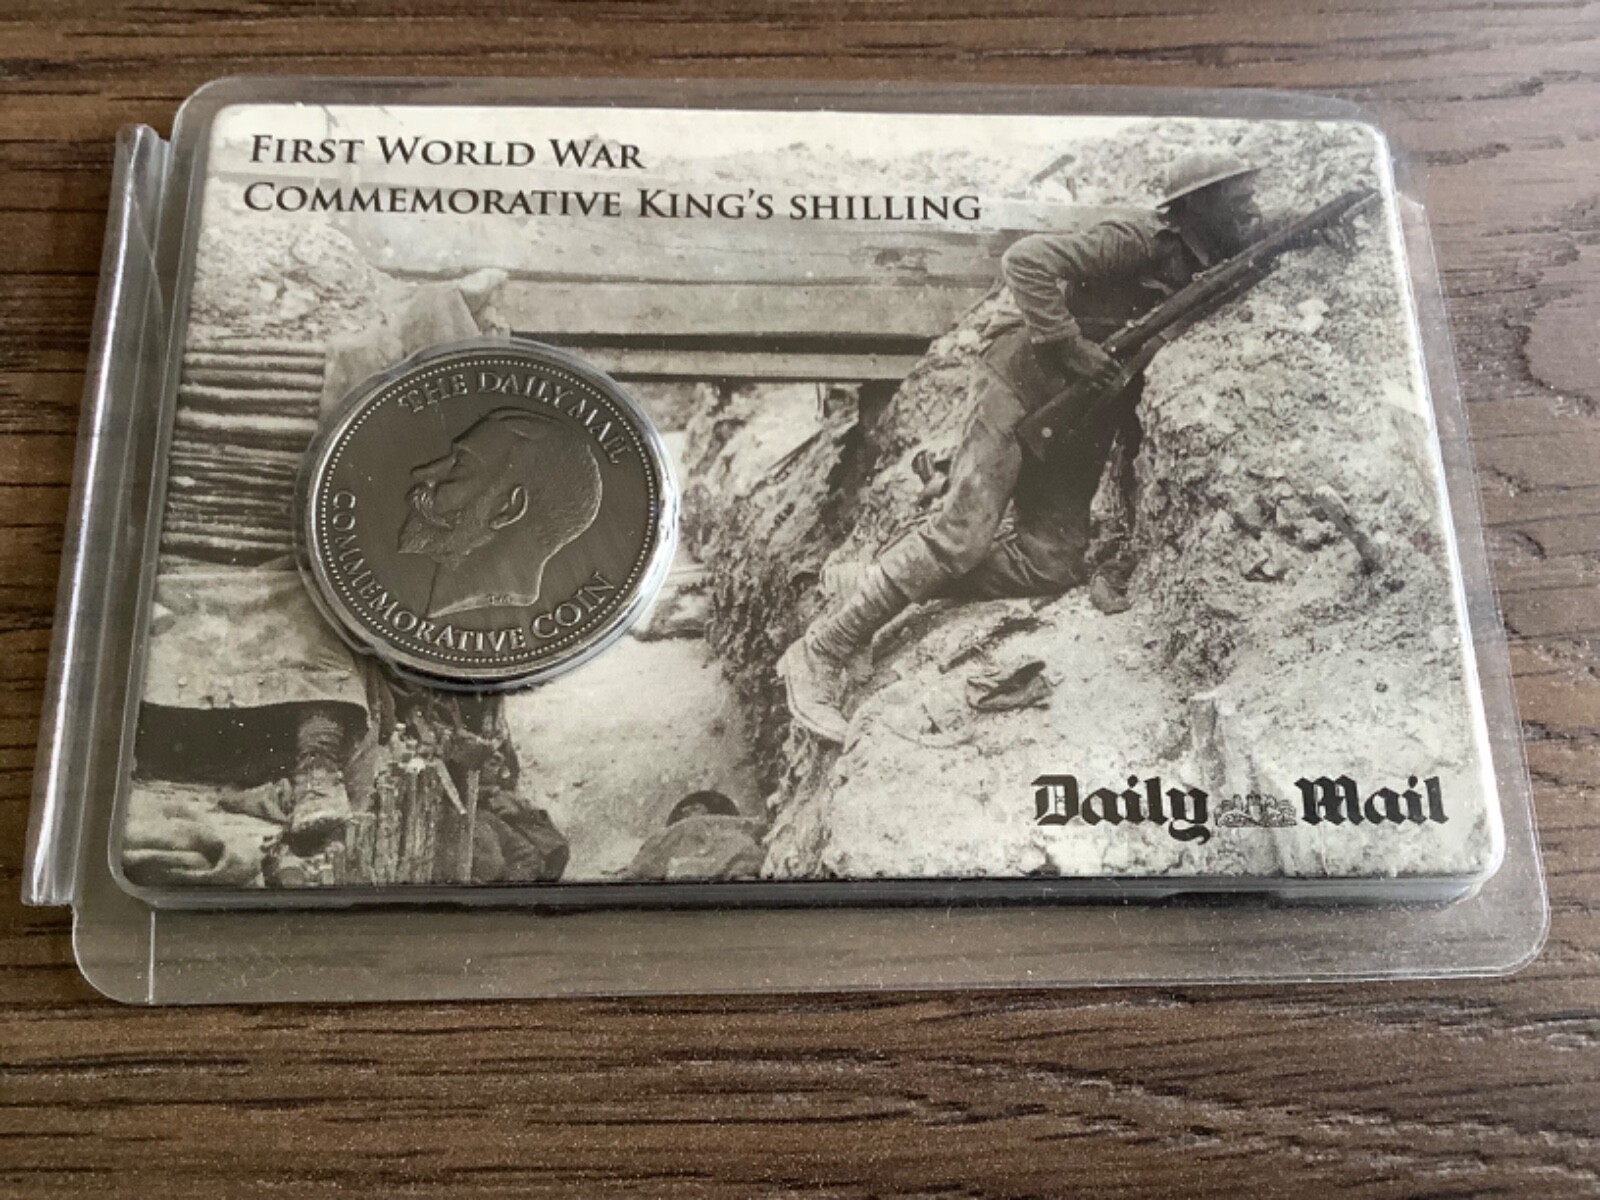 FIRST WORLD WAR
COMMEMORATIVE KING'S SHILLING
THE DAILY MAIL
COMMEMORATIVE COIN
Daily Mail